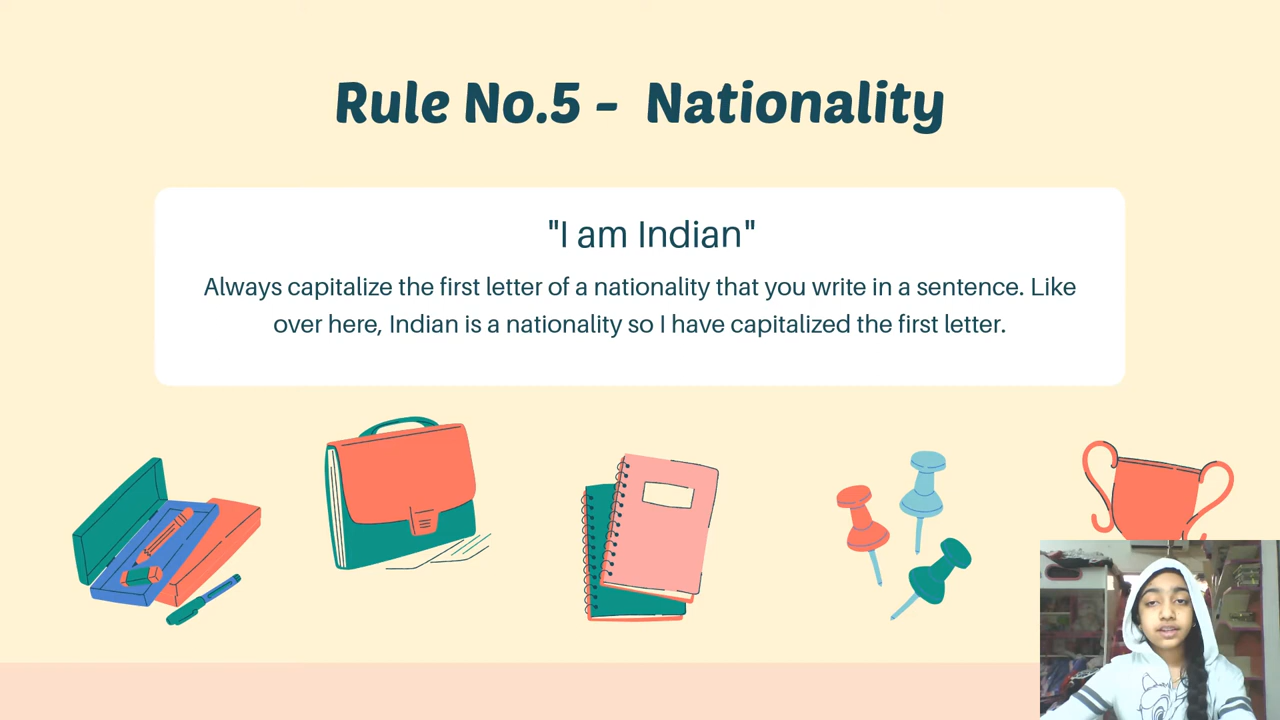 Rule No.5 - Nationality
"I am Indian"
Always capitalize the first letter of a nationality that you write in a sentence. Like
over here, Indian is a nationality so I have capitalized the first letter.